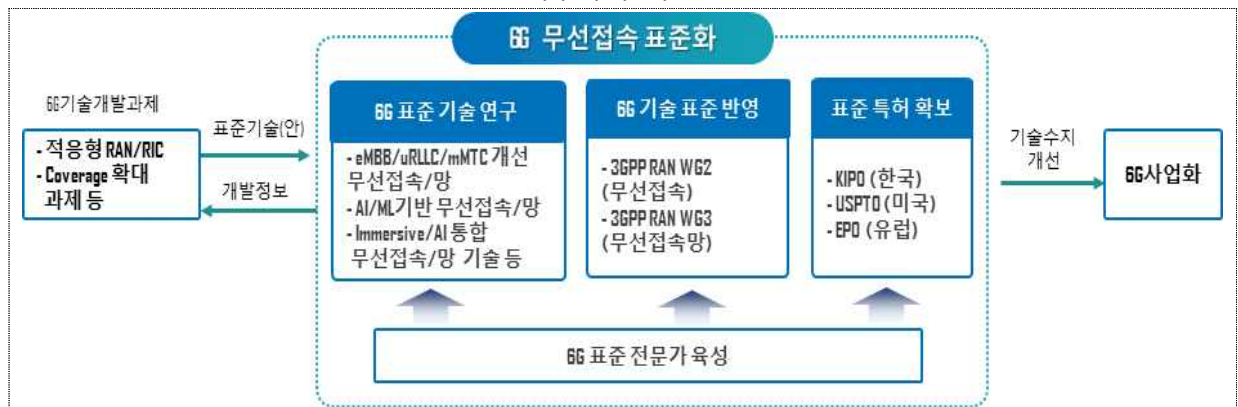 6G 무선접속 표준화
6G기술개발과제
- 적응형 RAN/RIC
- Coverage 확대
과제 등
표준기술(안)
개발정보
6G 표준 기술 연구
- eMBB/uRLLC/mMTC 개선
무선접속/망
- AI/ML기반 무선접속/망
- Immersive/AI 통합
무선접속/망 기술 등
6G 기술 표준 반영
- 3GPP RAN WG2
(무선접속)
- 3GPP RAN WG3
(무선접속망)
표준 특허 확보
- KIPO (한국)
- USPTO (미국)
- EPO (유럽)
6G 표준 전문가 육성
기술수지
개선
6G사업화